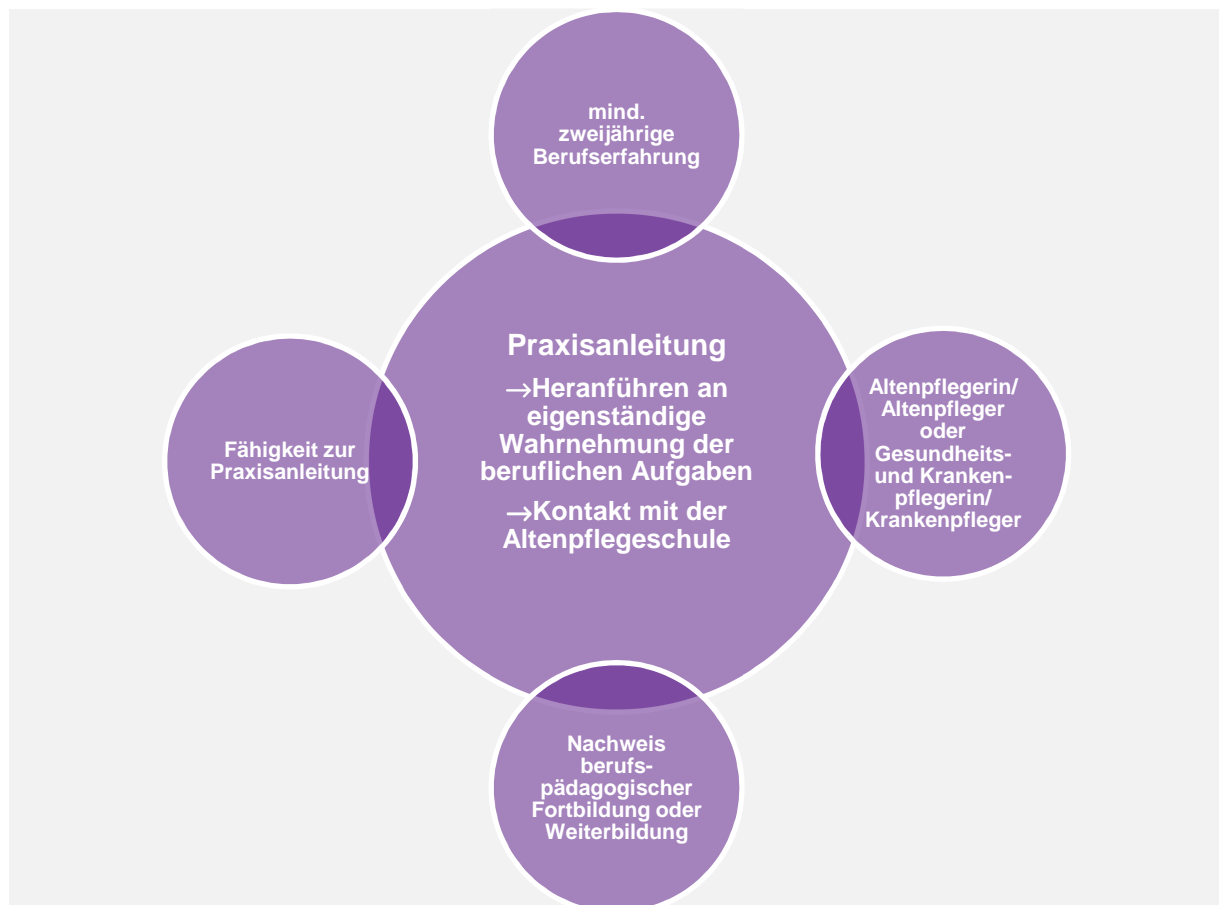 mind.
zweijährige
Berufserfahrung
Praxisanleitung
→Heranführen an
eigenständige
Wahrnehmung der
beruflichen Aufgaben
→Kontakt mit der
Altenpflegeschule
Fähigkeit zur
Praxisanleitung
Altenpflegerin/
Altenpfleger
oder
Gesundheits-
und Kranken-
pflegerin/
Krankenpfleger
Nachweis
berufs-
pädagogischer
Fortbildung oder
Weiterbildung